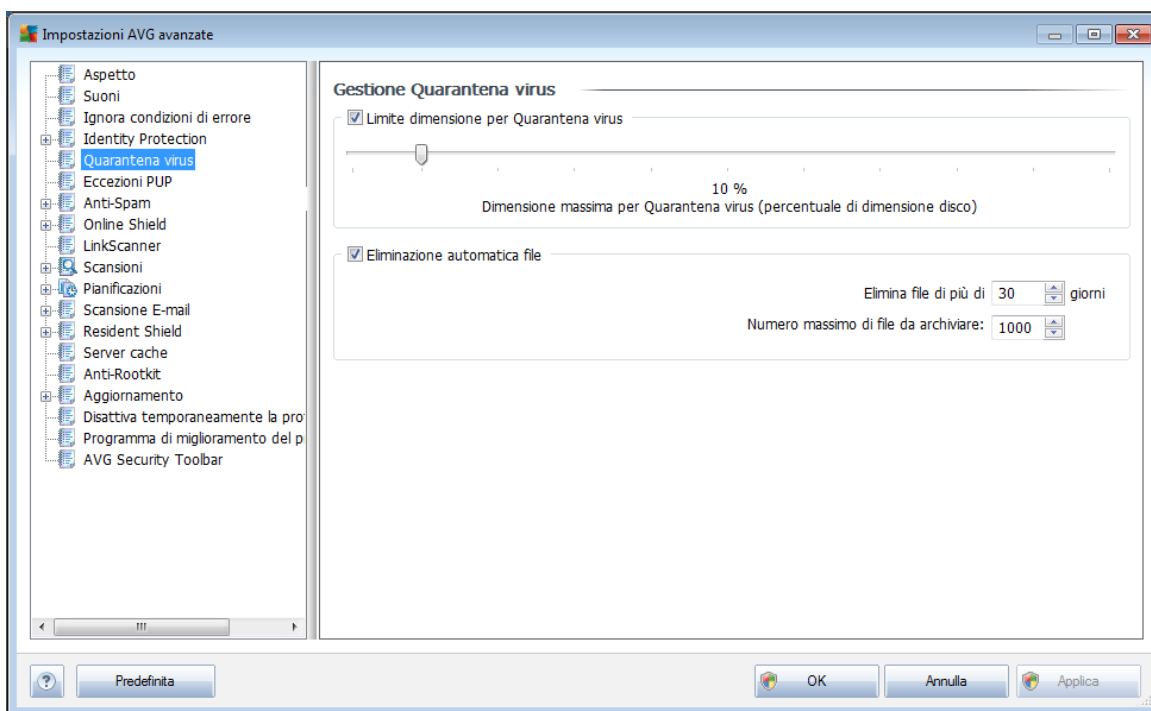 Impostazioni AVG avanzate
Aspetto
Suoni
Ignora condizioni di errore
Identity Protection
Quarantena virus
Eccezioni PUP
Anti-Spam
Online Shield
LinkScanner
Scansioni
Pianificazioni
Scansione E-mail
Resident Shield
Server cache
Anti-Rootkit
Aggiornamento
Disattiva temporaneamente la pro
Programma di miglioramento del p
AVG Security Toolbar
Gestione Quarantena virus
Limite dimensione per Quarantena virus
10 %
Dimensione massima per Quarantena virus (percentuale di dimensione disco)
Eliminazione automatica file
Elimina file di più di 30 giorni
Numero massimo di file da archiviare: 1000
? Predefinita OK Annulla Applica